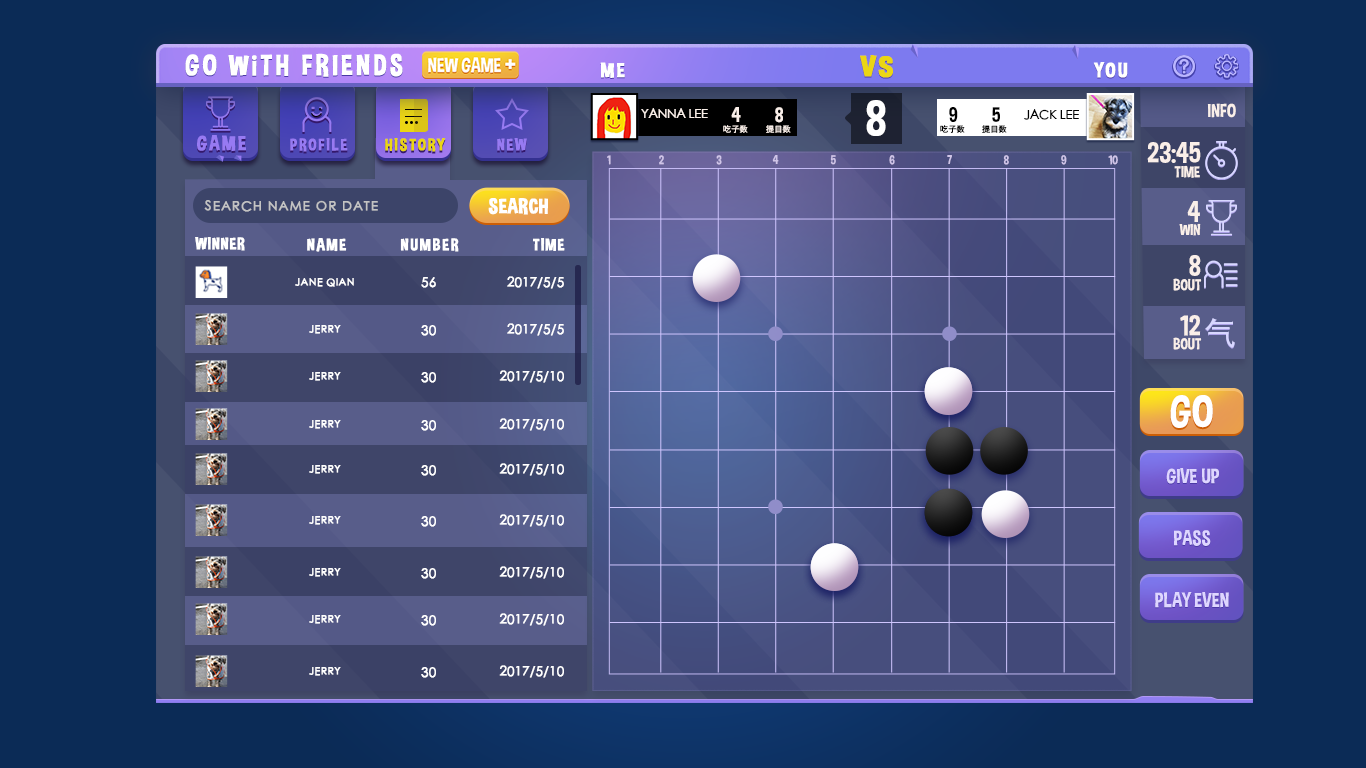 GO WiTH FRIENDS
NEW GAME +
ME
VS
YOU
?
GAME
PROFILE
HISTORY
NEW
YANNA LEE
4
吃子数
8
提目数
8
9
吃子数
5
提目数
JACK LEE
INFO
SEARCH NAME OR DATE
SEARCH
WINNER NAME NUMBER TIME
JANE QIAN 56 2017/5/5
JERRY 30 2017/5/5
JERRY 30 2017/5/10
JERRY 30 2017/5/10
JERRY 30 2017/5/10
JERRY 30 2017/5/10
JERRY 30 2017/5/10
JERRY 30 2017/5/10
JERRY 30 2017/5/10
1 2 3 4 5 6 7 8 9 10
23:45
TIME
4
WIN
8
BOUT
12
BOUT
气
GO
GIVE UP
PASS
PLAY EVEN